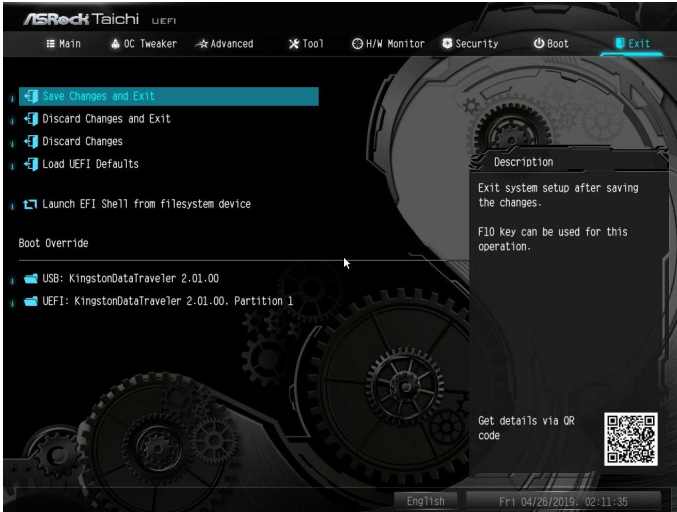 ASRock Taichi UEFI
Main OC Tweaker Advanced Tool H/W Monitor Security Boot Exit
Save Changes and Exit
Discard Changes and Exit
Discard Changes
Load UEFI Defaults
Launch EFI Shell from filesystem device
Boot Override
USB: KingstonDataTraveler 2.01.00
UEFI: KingstonDataTraveler 2.01.00, Partition 1
Description
Exit system setup after saving
the changes.
F10 key can be used for this
operation.
Get details via QR
code
English
Fri 04/26/2019, 02:11:35